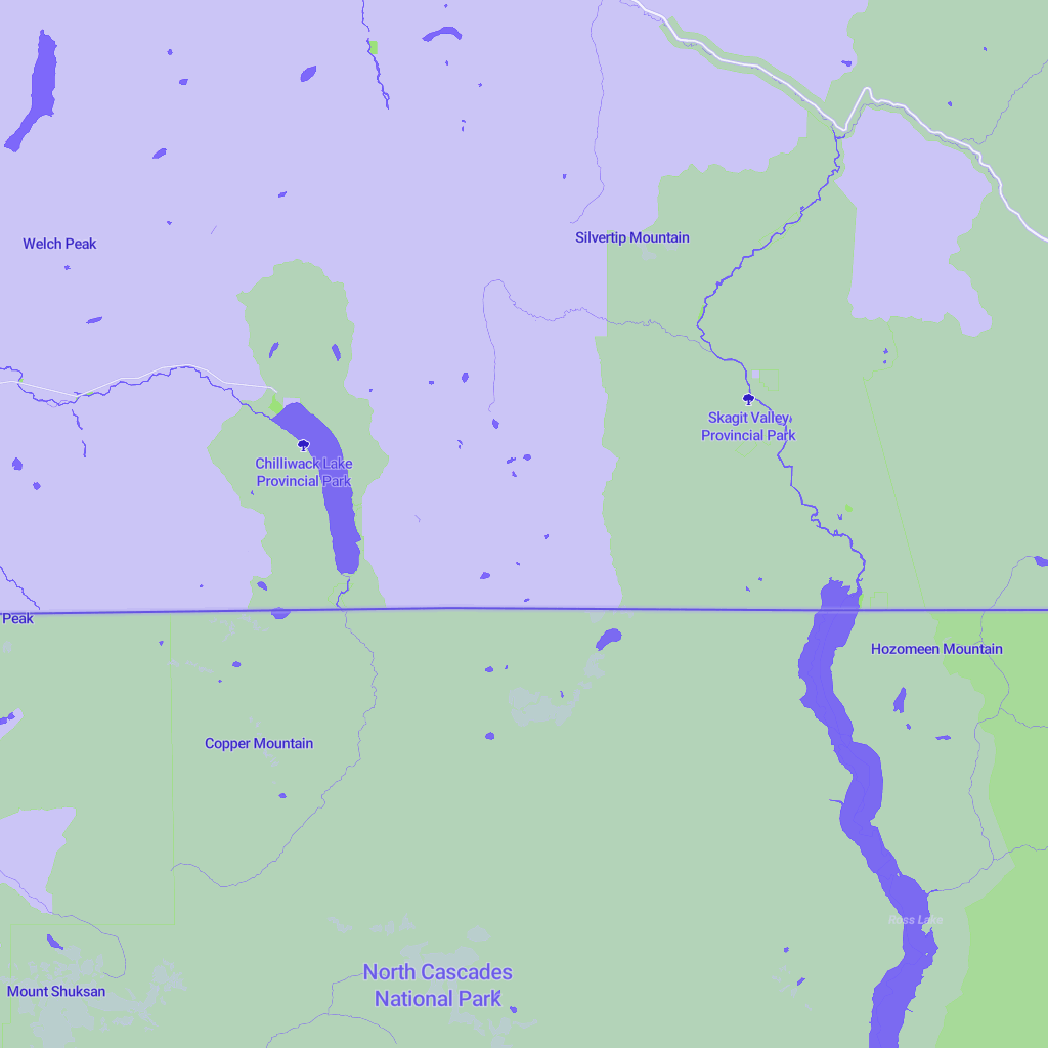 Welch Peak
Silvertip Mountain
Skagit Valley
Provincial Park
Chilliwack Lake
Provincial Park
Peak
Hozomeen Mountain
Copper Mountain
Ross Lake
North Cascades
National Park
Mount Shuksan